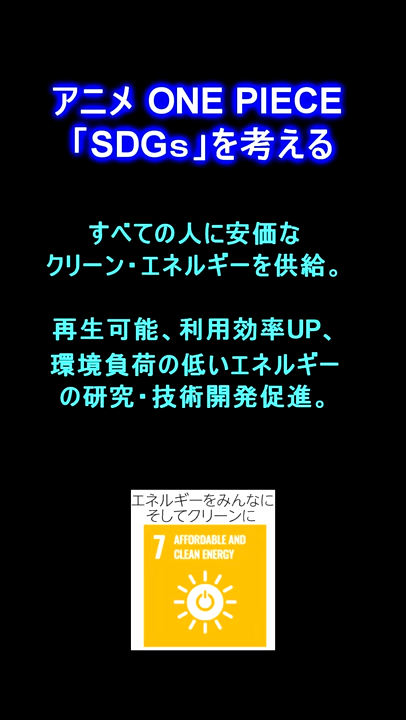 アニメ ONE PIECE
「SDGｓ」を考える
すべての人に安価な
クリーン・エネルギーを供給。
再生可能、利用効率UP、
環境負荷の低いエネルギー
の研究・技術開発促進。
エネルギーをみんなに
そしてクリーンに
7 AFFORDABLE AND
CLEAN ENERGY